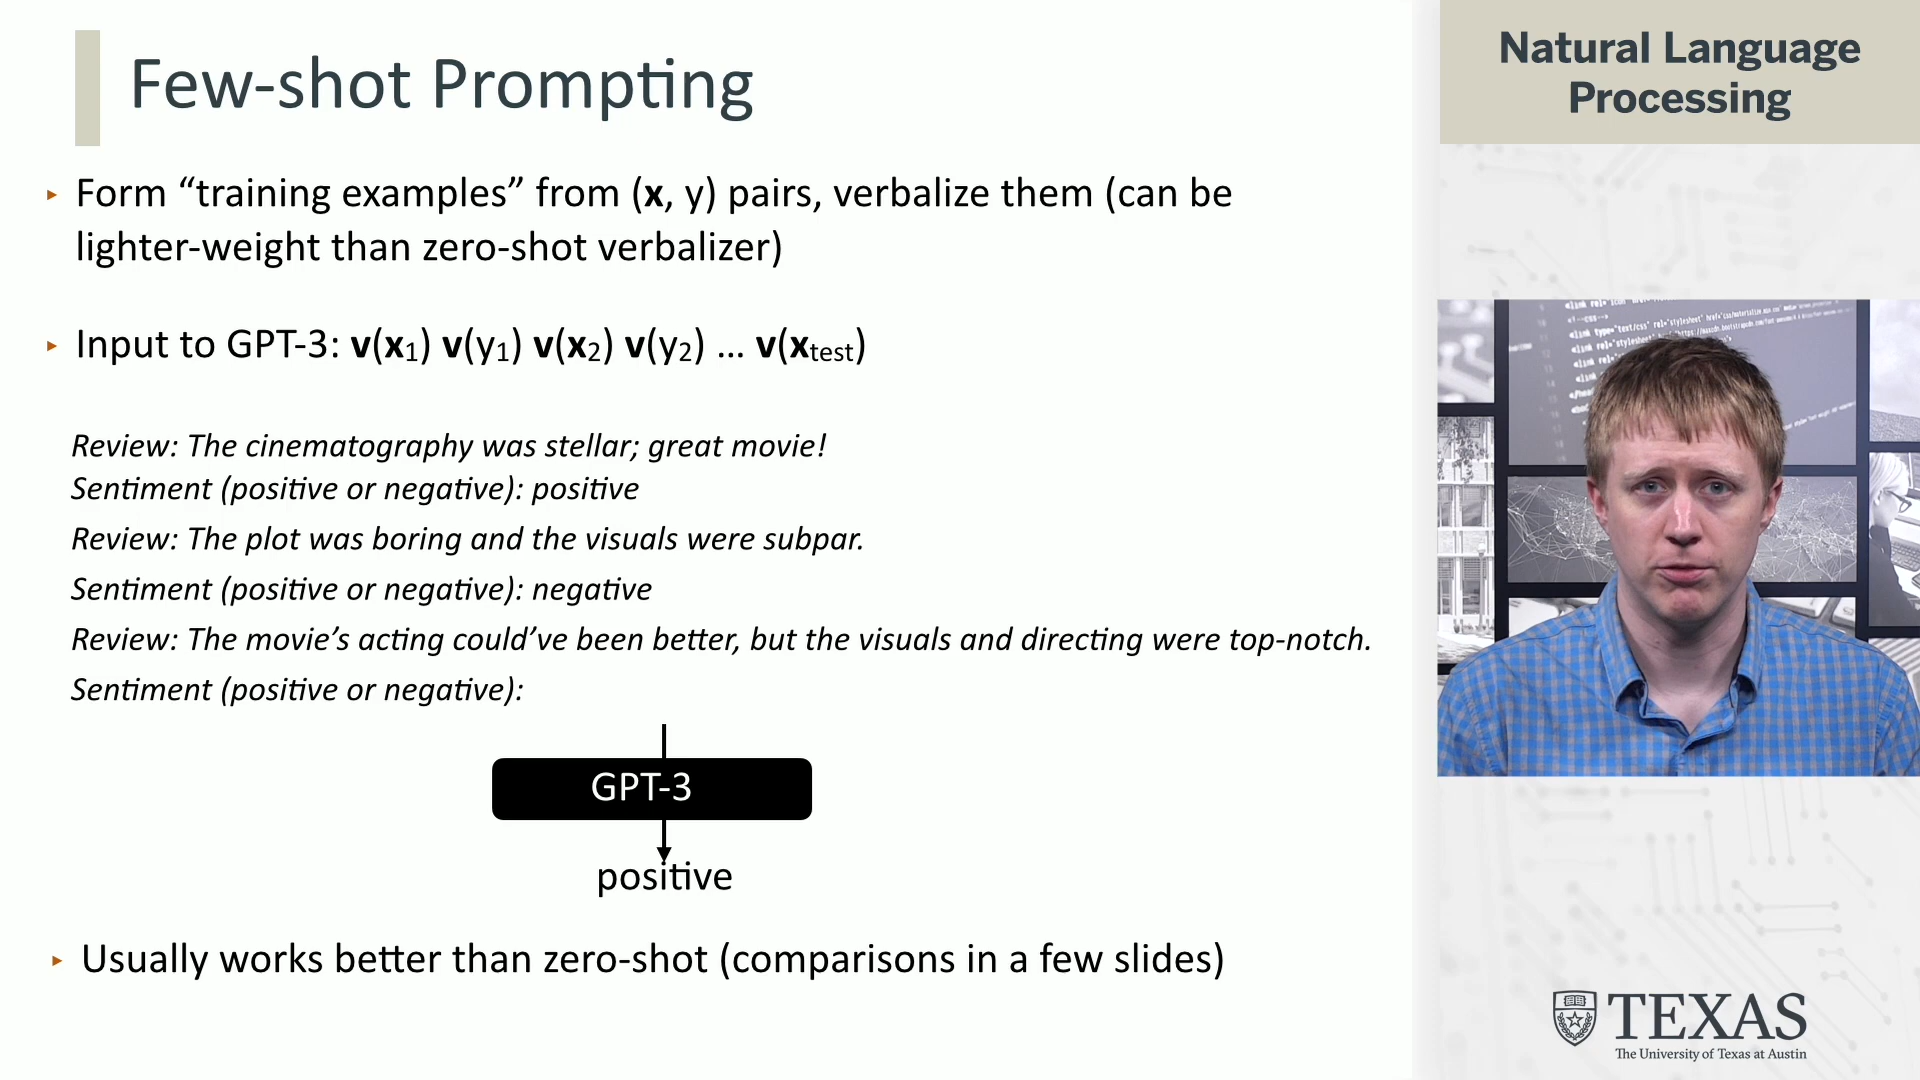 Few-shot Prompting
Natural Language
Processing
▸ Form “training examples” from (x, y) pairs, verbalize them (can be
lighter-weight than zero-shot verbalizer)
▸ Input to GPT-3: v(x1) v(y1) v(x2) v(y2) ... v(xtest)
Review: The cinematography was stellar; great movie!
Sentiment (positive or negative): positive
Review: The plot was boring and the visuals were subpar.
Sentiment (positive or negative): negative
Review: The movie’s acting could’ve been better, but the visuals and directing were top-notch.
Sentiment (positive or negative):
GPT-3
positive
▸ Usually works better than zero-shot (comparisons in a few slides)
TEXAS
The University of Texas at Austin